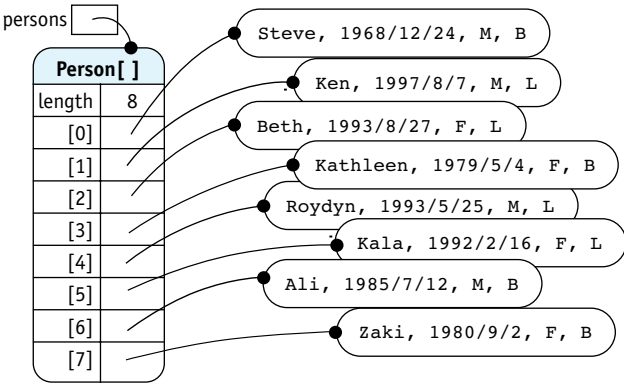 persons
Person[ ]
length 8
[0]
[1]
[2]
[3]
[4]
[5]
[6]
[7]
Steve, 1968/12/24, M, B
Ken, 1997/8/7, M, L
Beth, 1993/8/27, F, L
Kathleen, 1979/5/4, F, B
Roydyn, 1993/5/25, M, L
Kala, 1992/2/16, F, L
Ali, 1985/7/12, M, B
Zaki, 1980/9/2, F, B